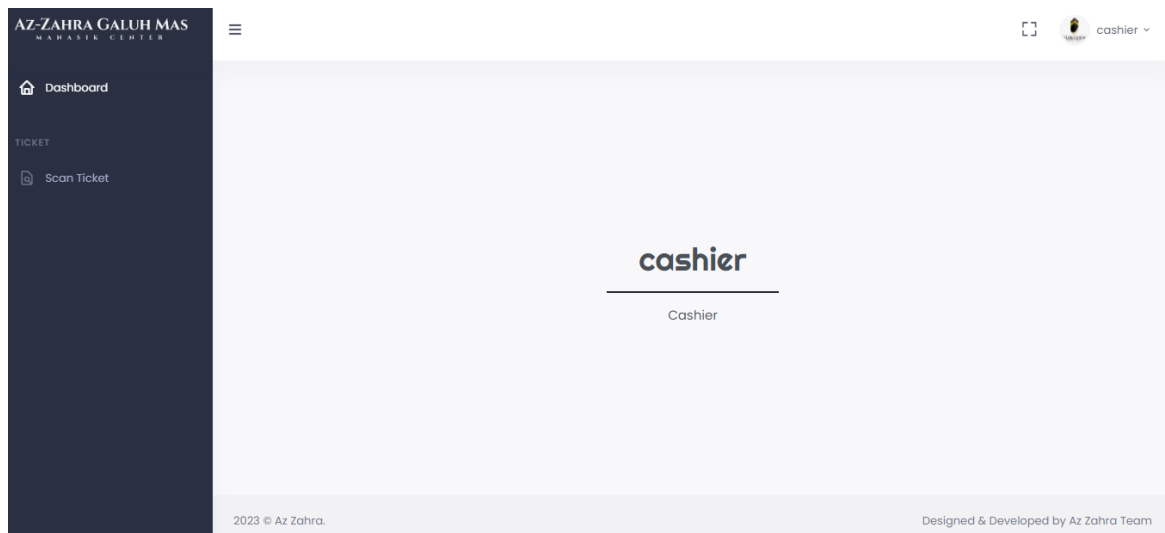 AZ-ZAHRA GALUH MAS
MANASIK CENTER
cashier
Dashboard
TICKET
Scan Ticket
cashier
Cashier
2023 © Az Zahra.
Designed & Developed by Az Zahra Team